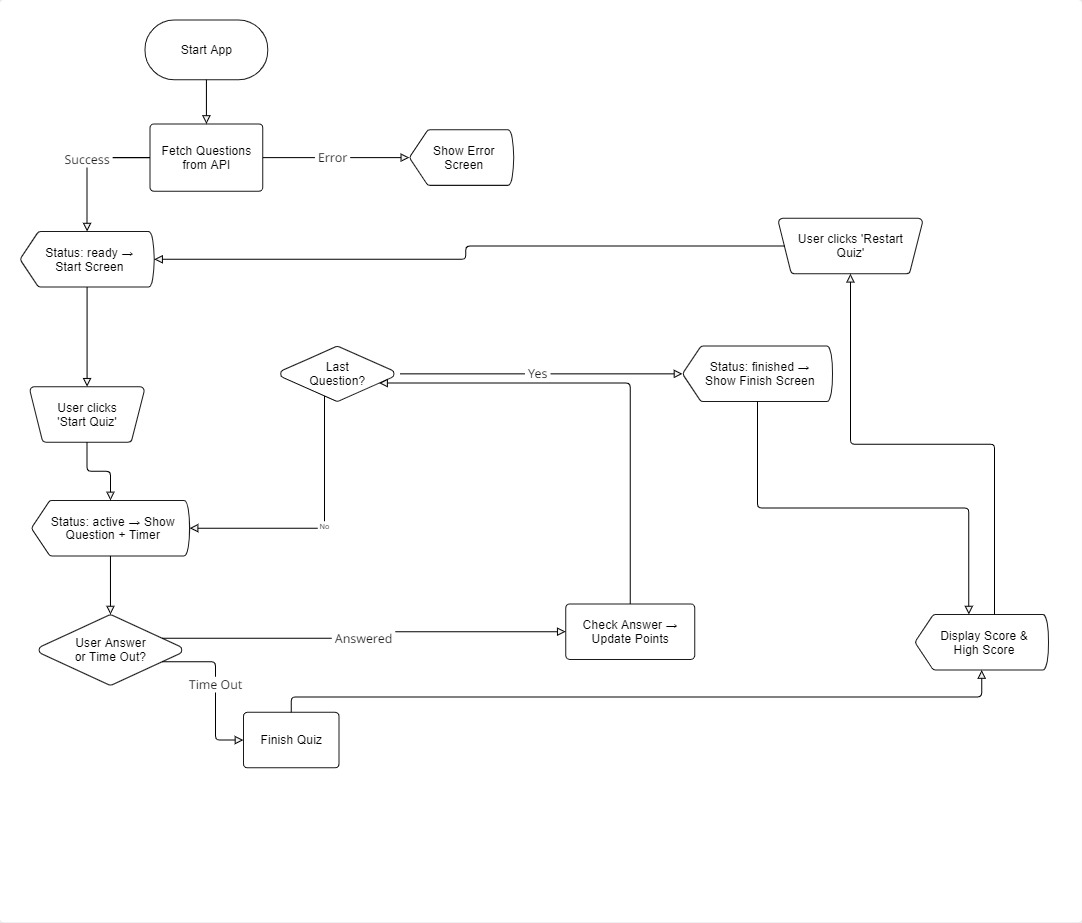 Start App
Fetch Questions
from API
Success
Error
Show Error
Screen
Status: ready →
Start Screen
User clicks 'Restart
Quiz'
Last
Question?
Yes
Status: finished →
Show Finish Screen
User clicks
'Start Quiz'
Status: active → Show
Question + Timer
No
User Answer
or Time Out?
Answered
Check Answer →
Update Points
Display Score &
High Score
Time Out
Finish Quiz